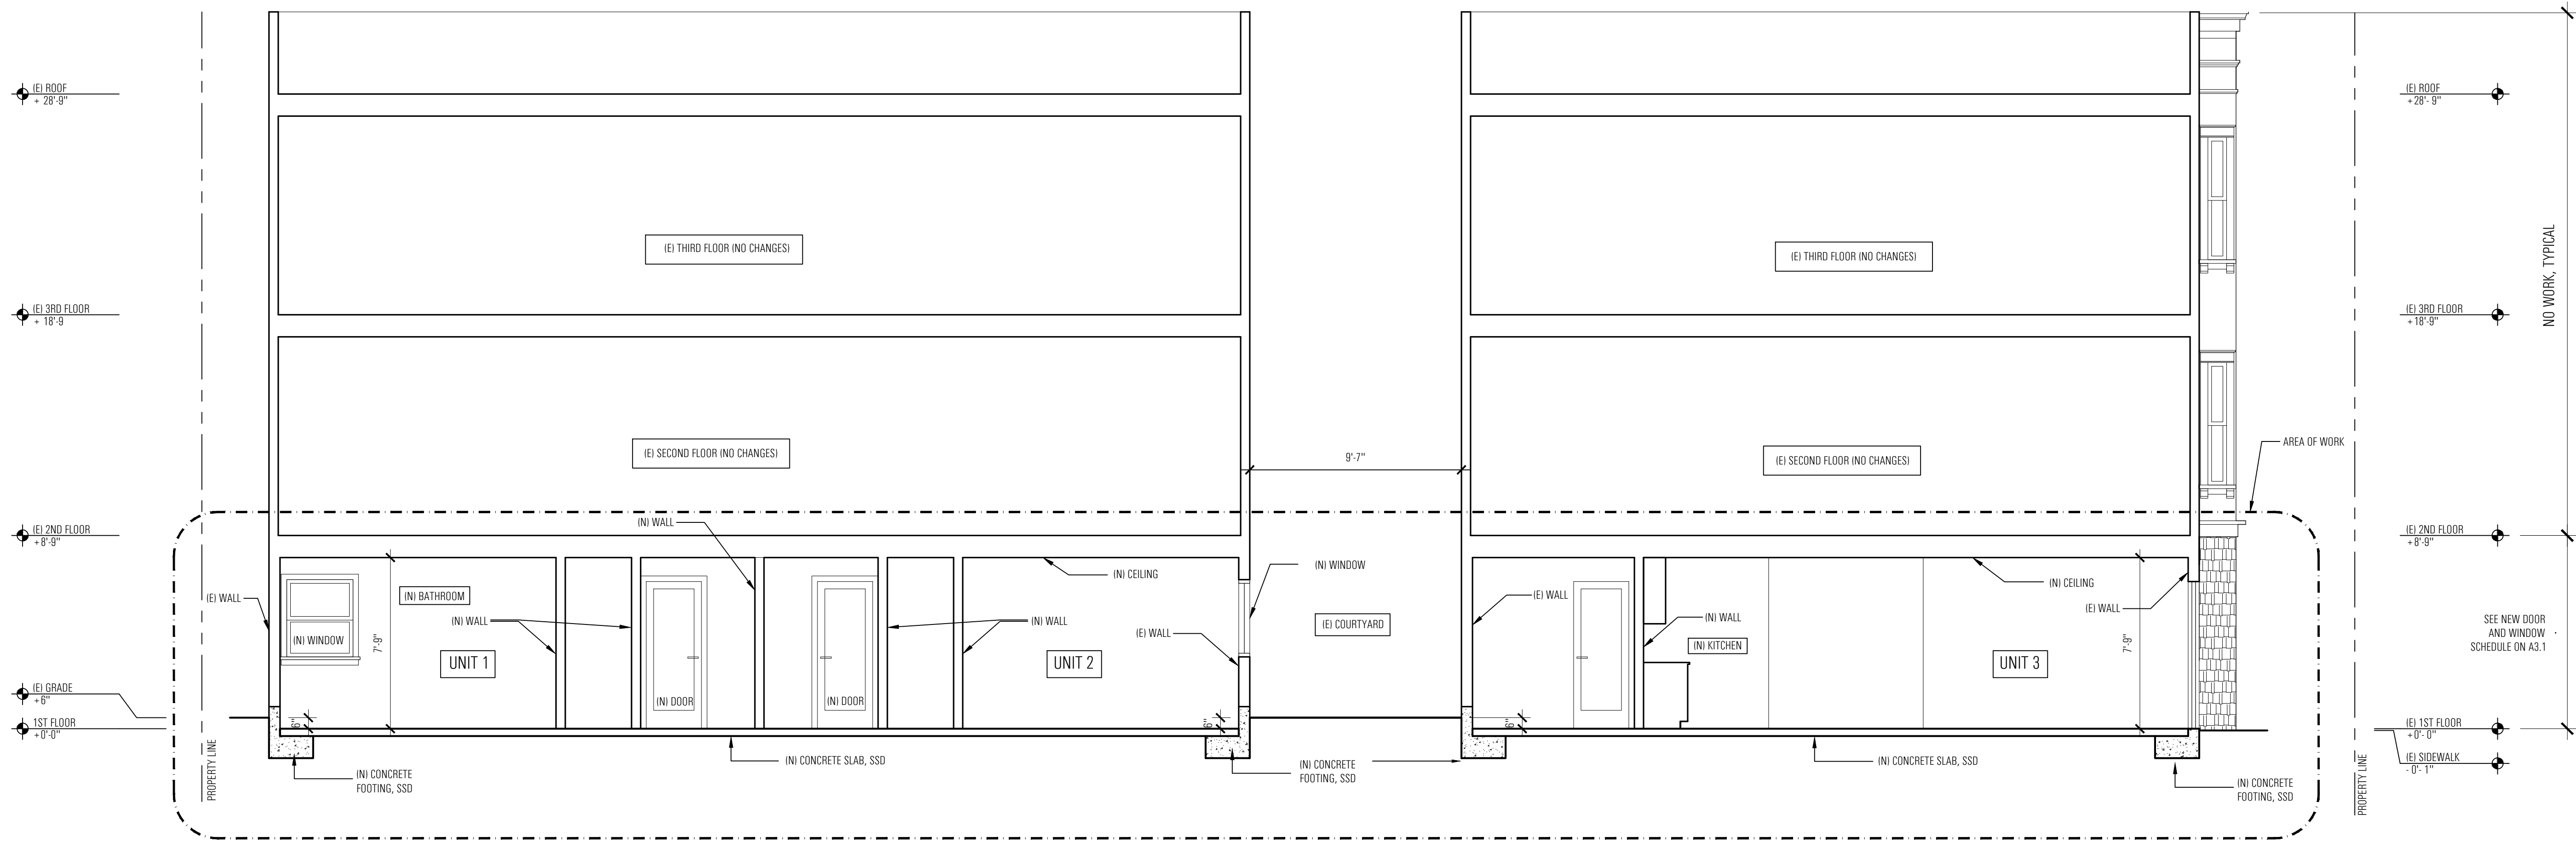 (E) ROOF
+ 28'-9"
(E) ROOF
+28'- 9"
NO WORK, TYPICAL
(E) THIRD FLOOR (NO CHANGES)
(E) THIRD FLOOR (NO CHANGES)
(E) 3RD FLOOR
+ 18'-9
(E) 3RD FLOOR
+18'-9"
(E) SECOND FLOOR (NO CHANGES)
9'-7"
(E) SECOND FLOOR (NO CHANGES)
AREA OF WORK
(E) 2ND FLOOR
+8'-9"
(N) WALL
(E) 2ND FLOOR
+8'-9"
(E) WALL
(N) WINDOW
(N) BATHROOM
7'-9"
(N) WALL
UNIT 1
(N) DOOR
(N) DOOR
(N) CEILING
(N) WALL
UNIT 2
(E) WALL
(N) WINDOW
(E) COURTYARD
(E) WALL
(N) WALL
(N) KITCHEN
(N) CEILING
(E) WALL
UNIT 3
7'-9"
SEE NEW DOOR
AND WINDOW
SCHEDULE ON A3.1
(E) GRADE
+6"
1ST FLOOR
+0'-0"
6"
6"
6"
(E) 1ST FLOOR
+0'- 0"
(E) SIDEWALK
- 0'- 1"
PROPERTY LINE
(N) CONCRETE
FOOTING, SSD
(N) CONCRETE SLAB, SSD
(N) CONCRETE
FOOTING, SSD
(N) CONCRETE SLAB, SSD
(N) CONCRETE
FOOTING, SSD
PROPERTY LINE